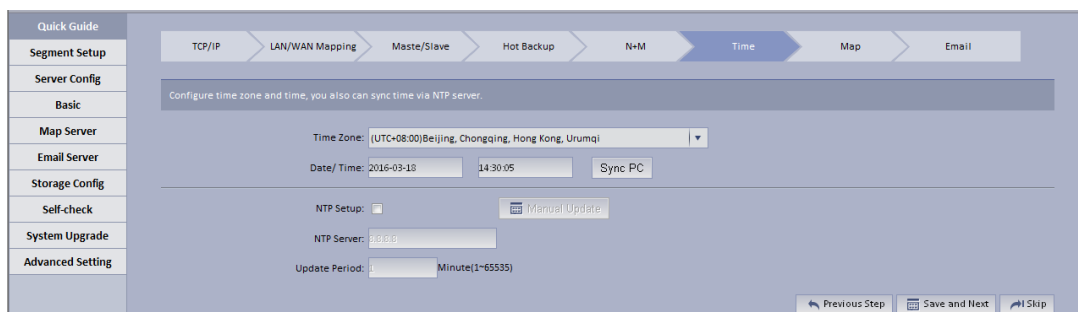 Quick Guide
Segment Setup
Server Config
Basic
Map Server
Email Server
Storage Config
Self-check
System Upgrade
Advanced Setting
TCP/IP LAN/WAN Mapping Maste/Slave Hot Backup N+M Time Map Email
Configure time zone and time, you also can sync time via NTP server.
Time Zone: (UTC+08:00)Beijing, Chongqing, Hong Kong, Urumqi
Date/ Time: 2016-03-18 14:30:05 Sync PC
NTP Setup: Manual Update
NTP Server:
Update Period: Minute(1~65535)
Previous Step Save and Next Skip